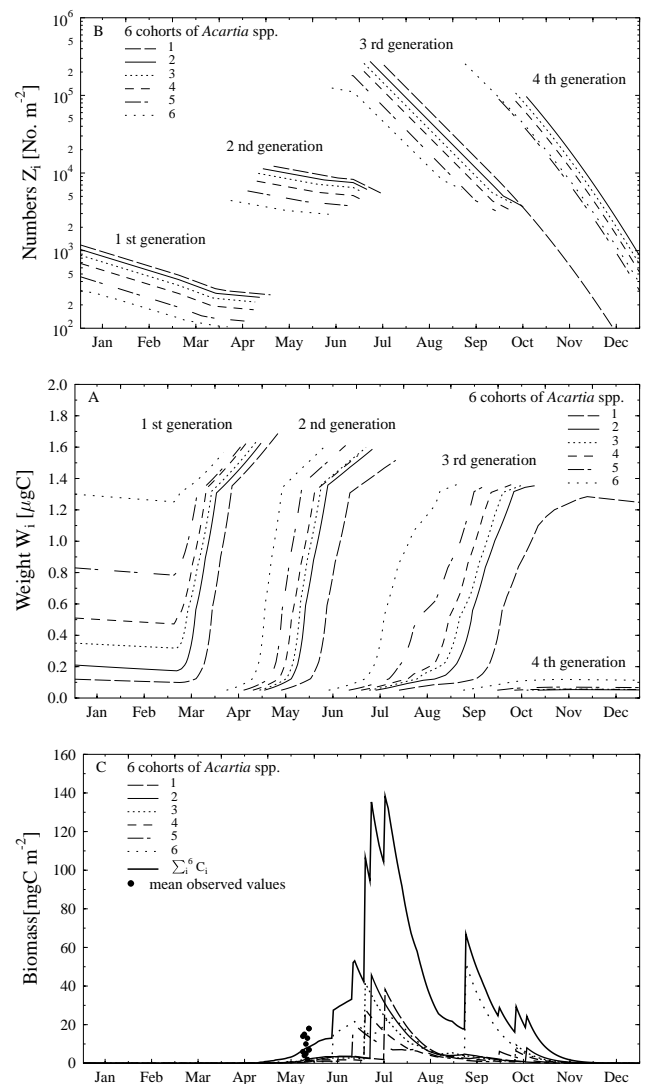 B
6 cohorts of Acartia spp.
1
2
3
4
5
6
3 rd generation
4 th generation
2 nd generation
1 st generation
Numbers Z_i [No. m^-2]
10^6
5
2
10^5
5
2
10^4
5
2
10^3
5
2
10^2
Jan Feb Mar Apr May Jun Jul Aug Sep Oct Nov Dec
A
6 cohorts of Acartia spp.
1
2
3
4
5
6
1 st generation
2 nd generation
3 rd generation
4 th generation
Weight W_i [µgC]
2.0
1.8
1.6
1.4
1.2
1.0
0.8
0.6
0.4
0.2
0.0
Jan Feb Mar Apr May Jun Jul Aug Sep Oct Nov Dec
C
6 cohorts of Acartia spp.
1
2
3
4
5
6
∑_i^6 C_i
mean observed values
Biomass[mgC m^-2]
160
140
120
100
80
60
40
20
0
Jan Feb Mar Apr May Jun Jul Aug Sep Oct Nov Dec